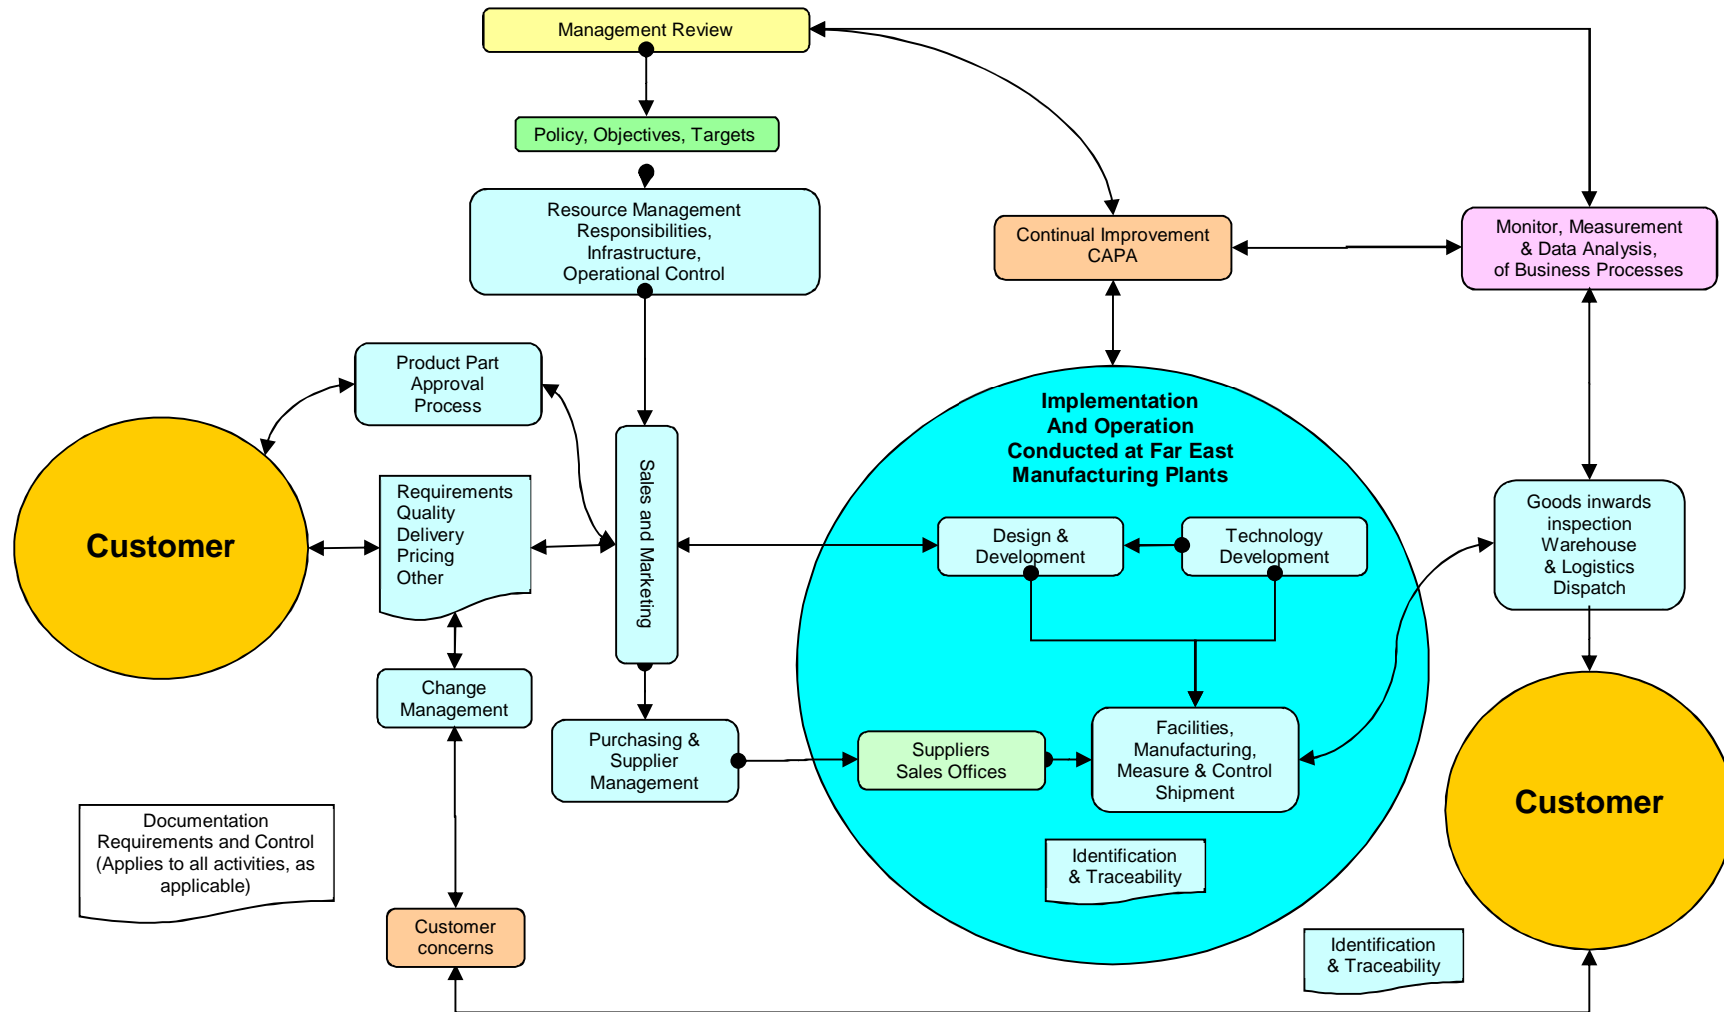 Management Review
Policy, Objectives, Targets
Resource Management
Responsibilities,
Infrastructure,
Operational Control
Continual Improvement
CAPA
Monitor, Measurement
& Data Analysis,
of Business Processes
Product Part
Approval
Process
Customer
Requirements
Quality
Delivery
Pricing
Other
Sales and Marketing
Change
Management
Purchasing &
Supplier
Management
Implementation
And Operation
Conducted at Far East
Manufacturing Plants
Design &
Development
Technology
Development
Suppliers
Sales Offices
Facilities,
Manufacturing,
Measure & Control
Shipment
Identification
& Traceability
Goods inwards
inspection
Warehouse
& Logistics
Dispatch
Customer
Documentation
Requirements and Control
(Applies to all activities, as
applicable)
Customer
concerns
Identification
& Traceability